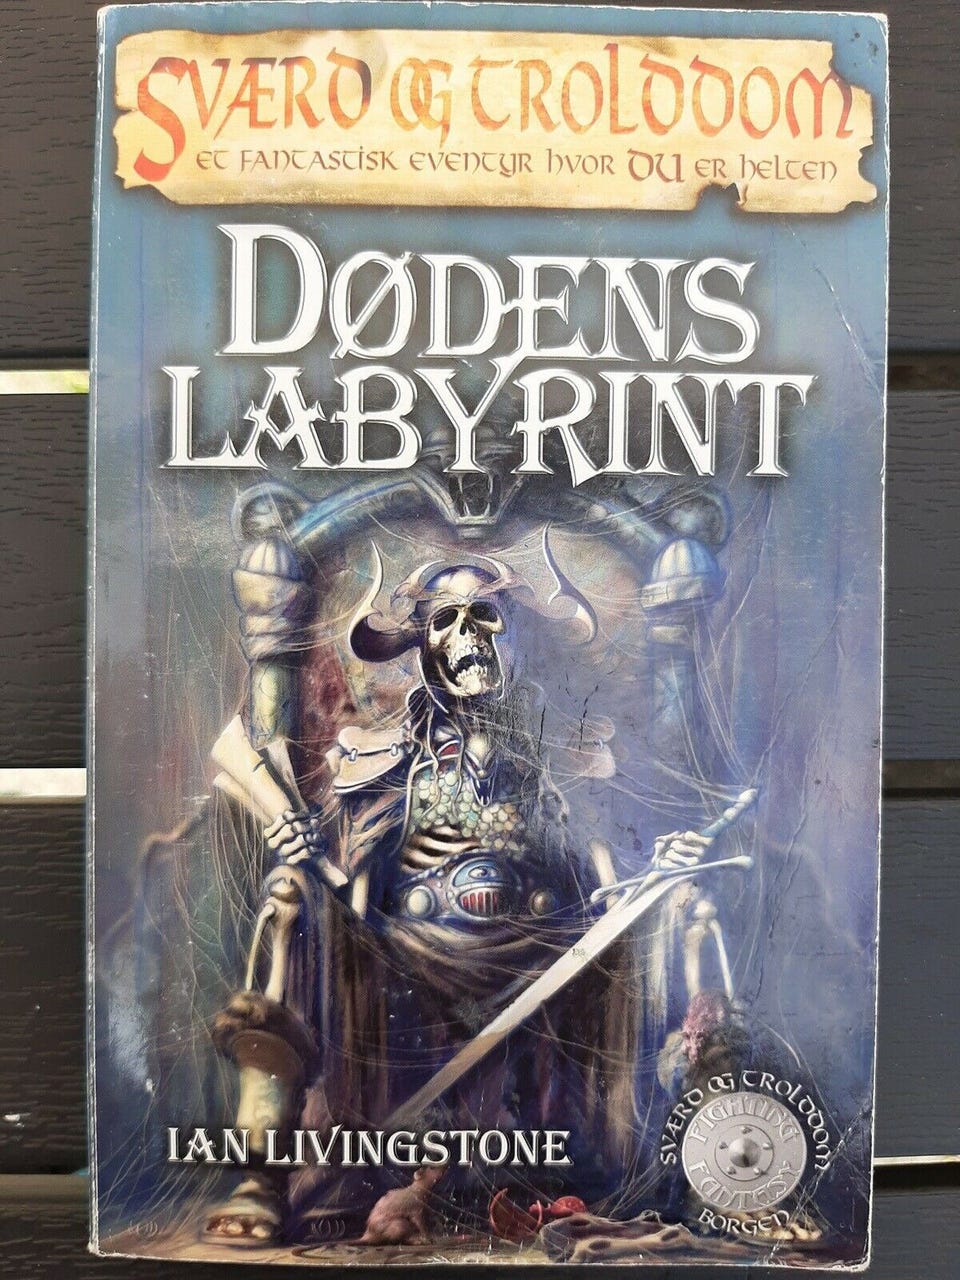 SVÆRD OG TROLDDOM
ET FANTASTISK EVENTYR HVOR DU ER HELTEN
DØDENS
LABYRINT
IAN LIVINGSTONE
SVÆRD OG TROLDDOM
FIGHTING
FANTASY
BORGEN